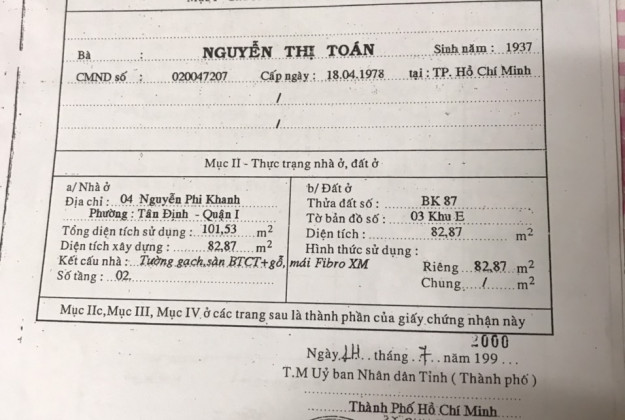 Bà : NGUYỄN THỊ TOÁN Sinh năm : 1937
CMND số : 020047207 Cấp ngày : 18.04.1978 tại : TP. Hồ Chí Minh
/
/
Mục II - Thực trạng nhà ở, đất ở
a/ Nhà ở
Địa chỉ : 04 Nguyễn Phi Khanh
Phường : Tân Định - Quận I
Tổng diện tích sử dụng : 101,53 m2
Diện tích xây dựng : 82,87 m2
Kết cấu nhà : Tường gạch,sàn BTCT+gỗ, mái Fibro XM
Số tầng : 02
b/ Đất ở
Thửa đất số : BK 87
Tờ bản đồ số : 03 Khu E
Diện tích : 82,87 m2
Hình thức sử dụng :
Riêng 82,87 m2
Chung / m2
Mục IIc,Mục III, Mục IV ở các trang sau là thành phần của giấy chứng nhận này
2000
Ngày tháng 7 năm 199
T.M Uỷ ban Nhân dân Tỉnh ( Thành phố )
Thành Phố Hồ Chí Minh